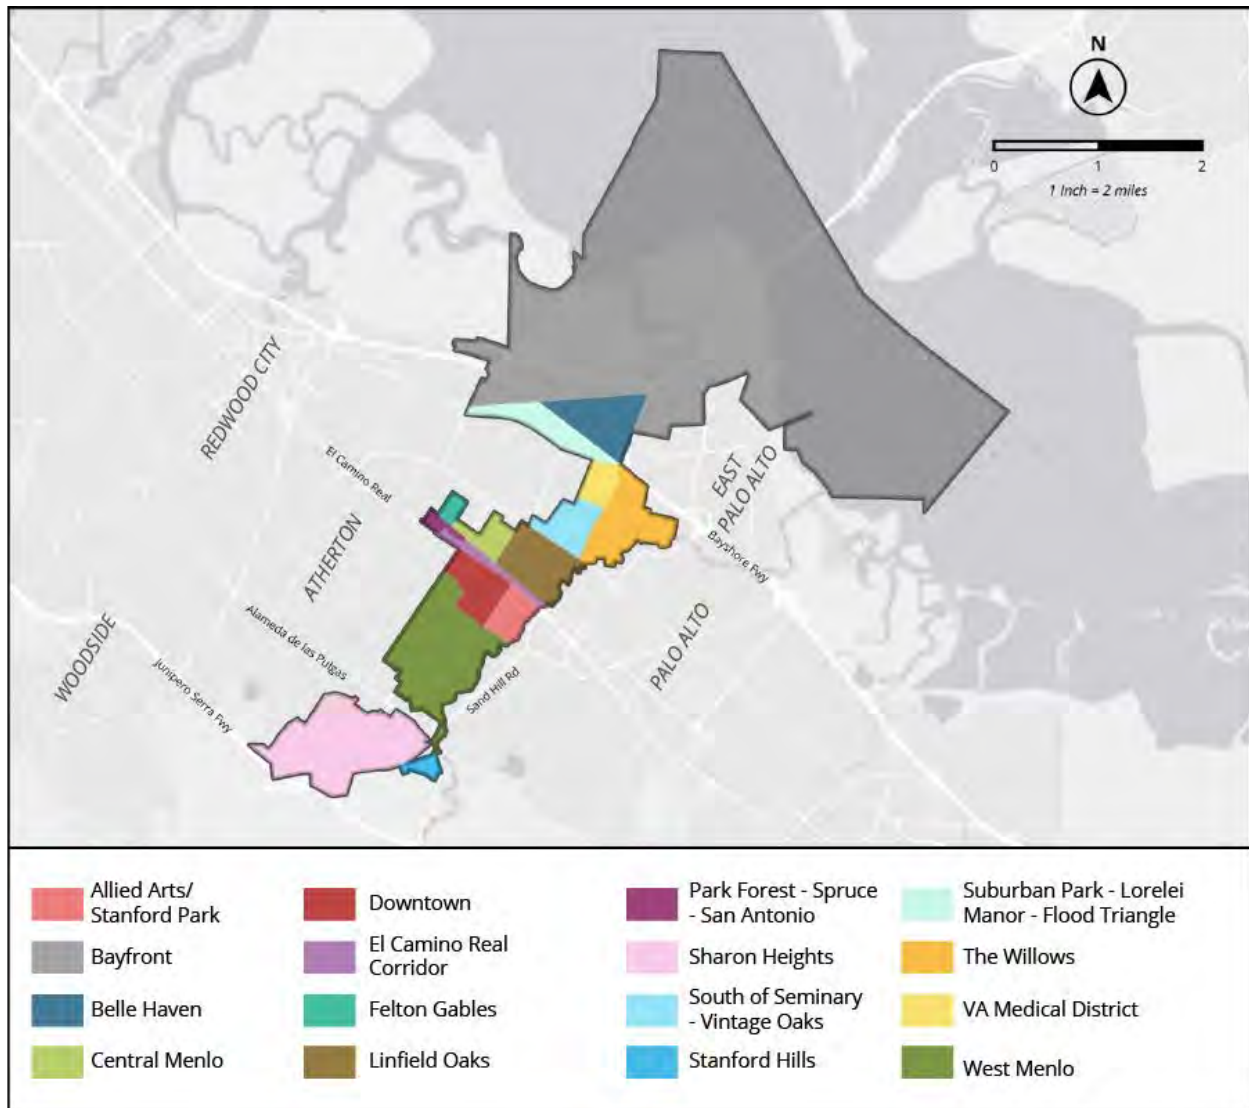 N
0 1 2
1 Inch = 2 miles
REDWOOD CITY
El Camino Real
EAST
PALO ALTO
Bayshore Fwy
ATHERTON
Alameda de las Pulgas
PALO ALTO
WOODSIDE
Junipero Serra Fwy
Sand Hill Rd
Allied Arts/
Stanford Park
Bayfront
Belle Haven
Central Menlo
Downtown
El Camino Real
Corridor
Felton Gables
Linfield Oaks
Park Forest - Spruce
- San Antonio
Sharon Heights
South of Seminary
- Vintage Oaks
Stanford Hills
Suburban Park - Lorelei
Manor - Flood Triangle
The Willows
VA Medical District
West Menlo